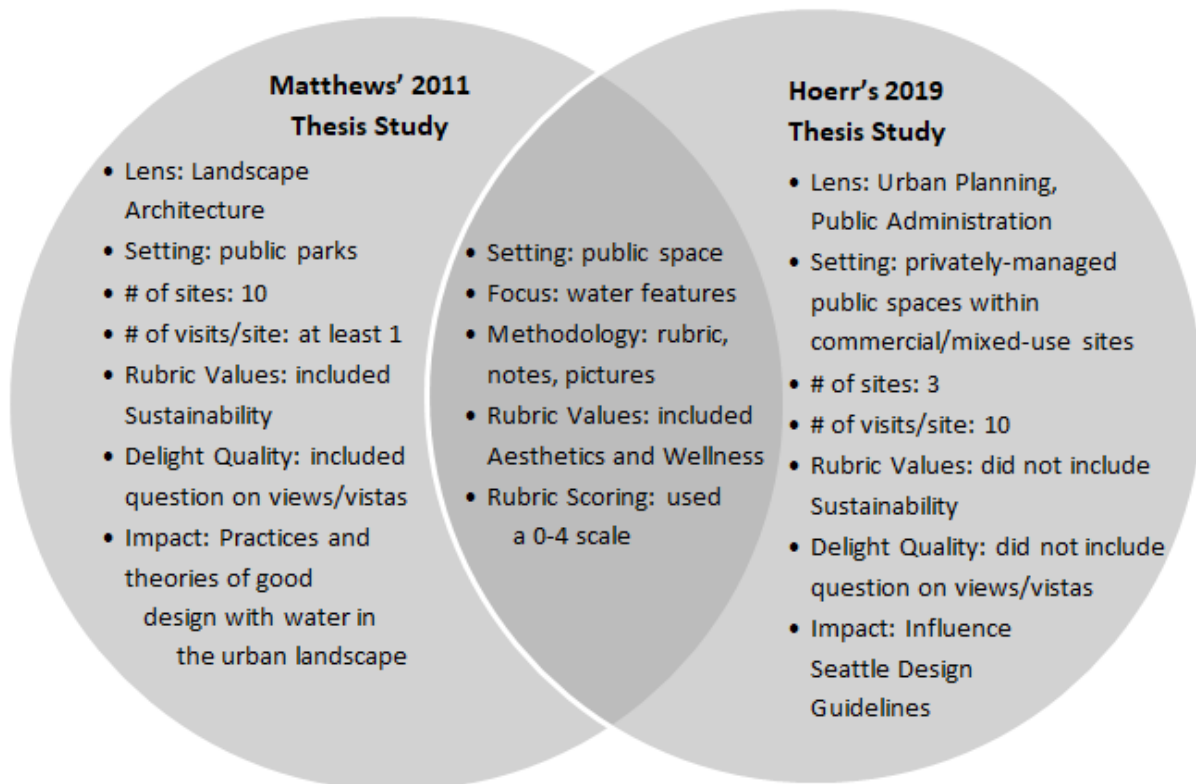 Matthews’ 2011
Thesis Study
• Lens: Landscape
Architecture
• Setting: public parks
• # of sites: 10
• # of visits/site: at least 1
• Rubric Values: included
Sustainability
• Delight Quality: included
question on views/vistas
• Impact: Practices and
theories of good
design with water in
the urban landscape
• Setting: public space
• Focus: water features
• Methodology: rubric,
notes, pictures
• Rubric Values: included
Aesthetics and Wellness
• Rubric Scoring: used
a 0-4 scale
Hoerr’s 2019
Thesis Study
• Lens: Urban Planning,
Public Administration
• Setting: privately-managed
public spaces within
commercial/mixed-use sites
• # of sites: 3
• # of visits/site: 10
• Rubric Values: did not include
Sustainability
• Delight Quality: did not include
question on views/vistas
• Impact: Influence
Seattle Design
Guidelines